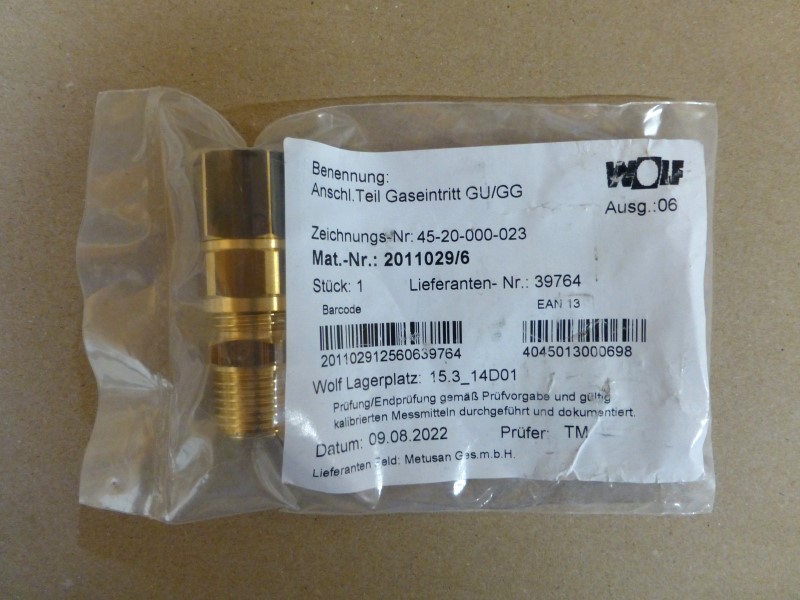 Benennung:
WOLF
Anschl.Teil Gaseintritt GU/GG
Ausg.:06
Zeichnungs-Nr: 45-20-000-023
Mat.-Nr.: 2011029/6
Stück: 1 Lieferanten- Nr.: 39764
Barcode EAN 13
201102912560639764 4045013000698
Wolf Lagerplatz: 15.3_14D01
Prüfung/Endprüfung gemäß Prüfvorgabe und gültig
kalibrierten Messmitteln durchgeführt und dokumentiert.
Datum: 09.08.2022 Prüfer: TM
Lieferanten Feld: Metusan Ges.m.b.H.